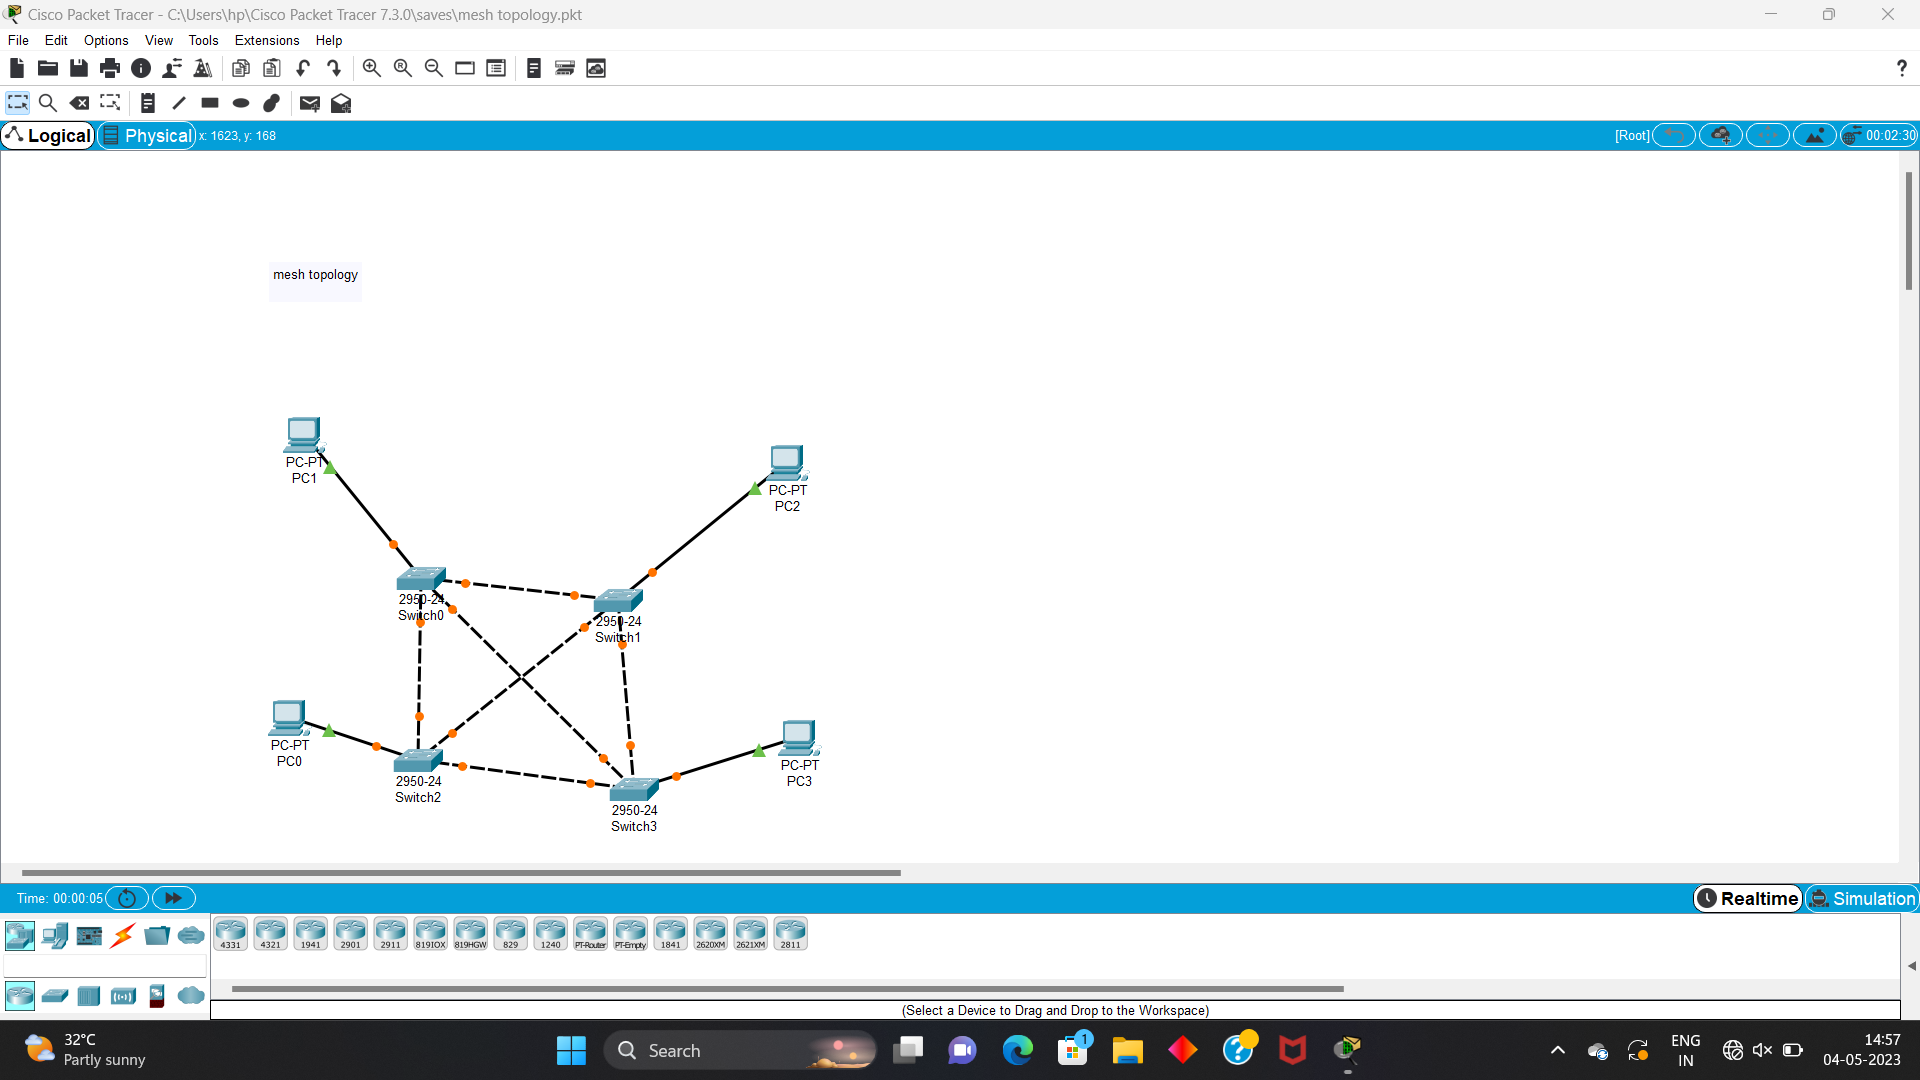 Cisco Packet Tracer - C:\Users\hp\Cisco Packet Tracer 7.3.0\saves\mesh topology.pkt
File Edit Options View Tools Extensions Help
?
Logical Physical x: 1623, y: 168 [Root] 00:02:30
mesh topology
PC-PT
PC1
PC-PT
PC2
2950-24
Switch0
2950-24
Switch1
PC-PT
PC0
2950-24
Switch2
PC-PT
PC3
2950-24
Switch3
Time: 00:00:05 Realtime Simulation
4331 4321 1941 2901 2911 819IOX 819HGW 829 1240 PT-Router PT-Empty 1841 2620XM 2621XM 2811
(Select a Device to Drag and Drop to the Workspace)
32°C
Partly sunny
Search
1
ENG
IN
14:57
04-05-2023